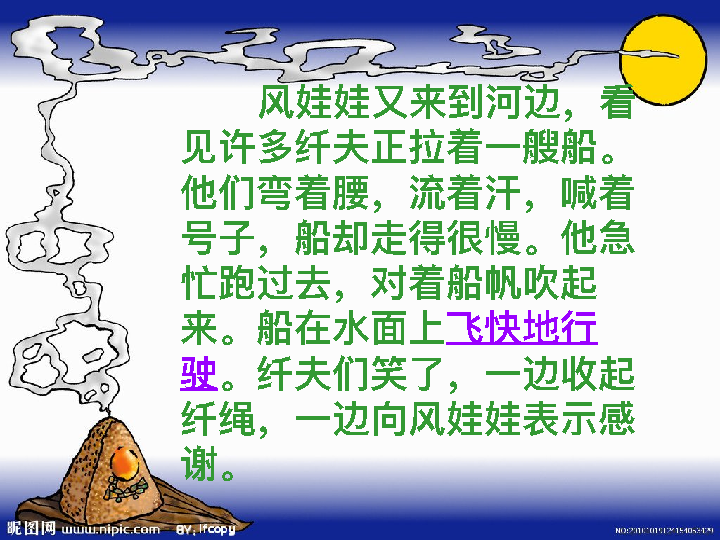 风娃娃又来到河边，看
见许多纤夫正拉着一艘船。
他们弯着腰，流着汗，喊着
号子，船却走得很慢。他急
忙跑过去，对着船帆吹起
来。船在水面上飞快地行
驶。纤夫们笑了，一边收起
纤绳，一边向风娃娃表示感
谢。
昵图网 www.nipic.com BY: lfcopy